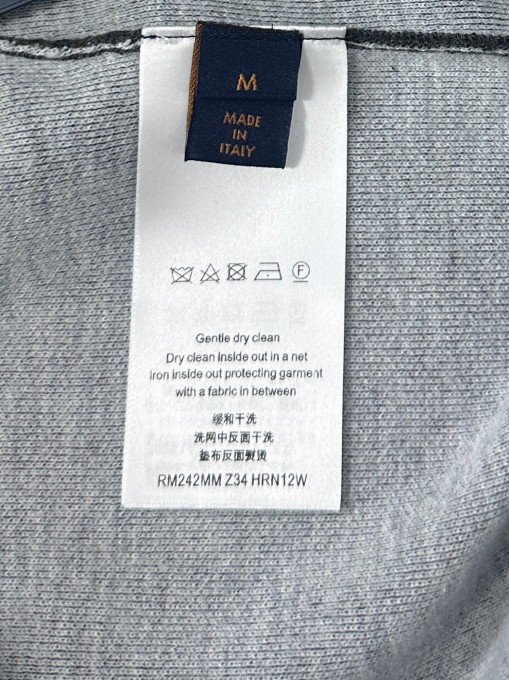 M
MADE
IN
ITALY
F
Gentle dry clean
Dry clean inside out in a net
Iron inside out protecting garment
with a fabric in between
缓和干洗
洗网中反面干洗
垫布反面熨烫
RM242MM Z34 HRN12W